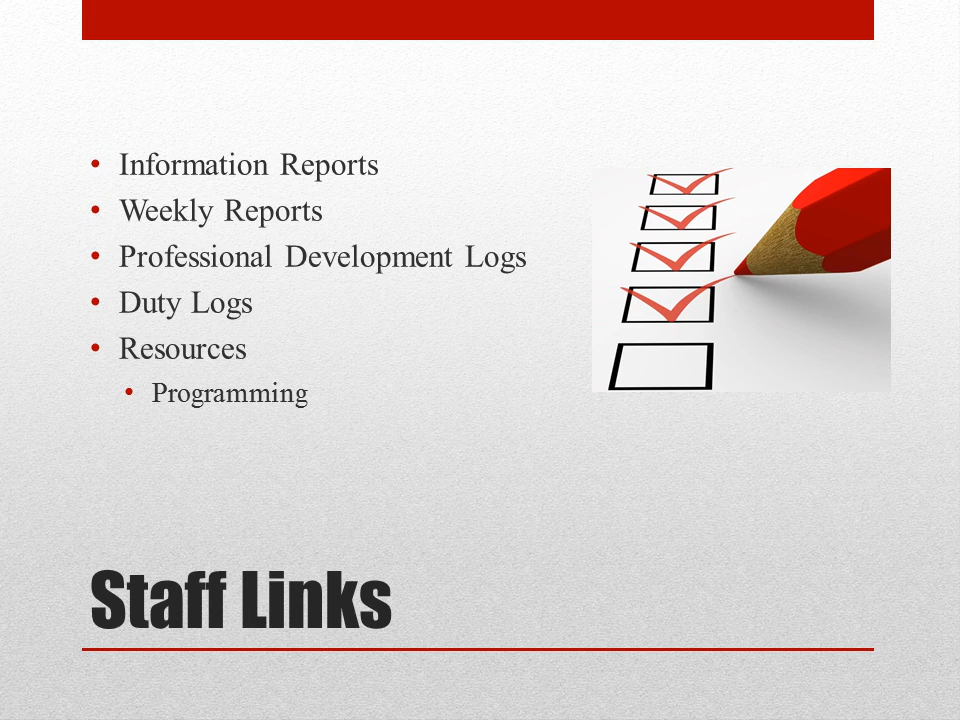 • Information Reports
• Weekly Reports
• Professional Development Logs
• Duty Logs
• Resources
• Programming
Staff Links